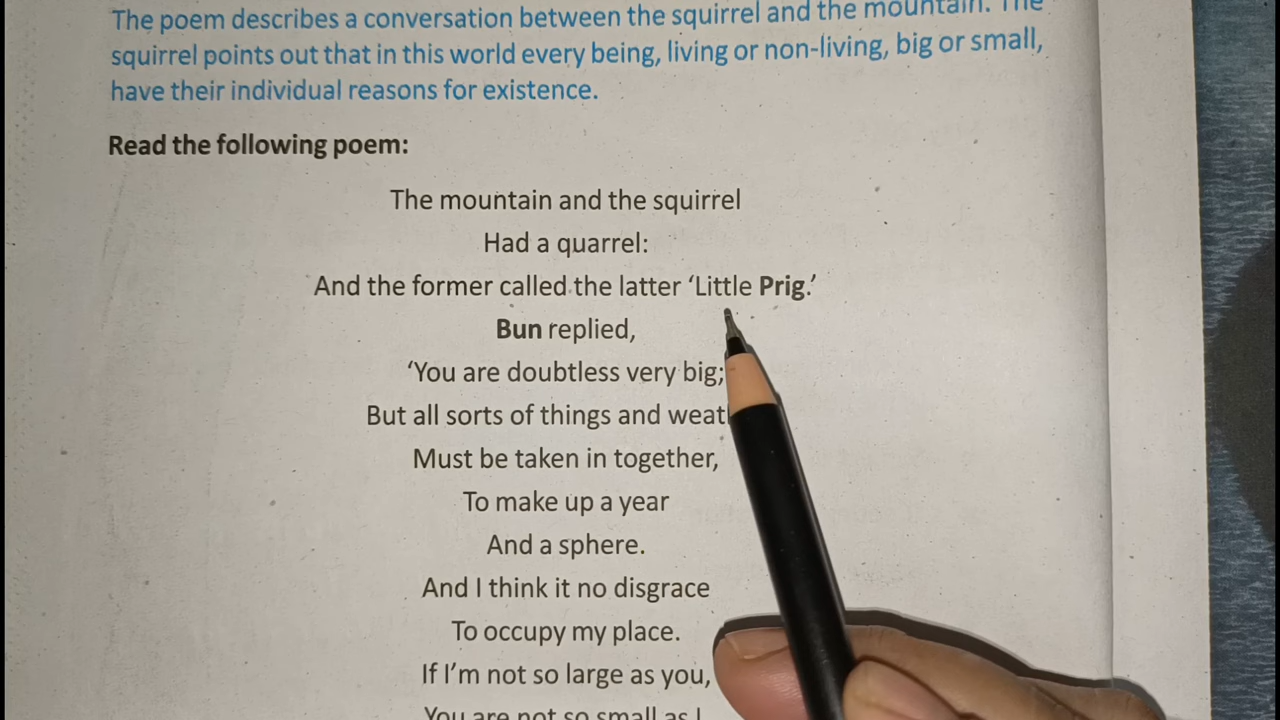 The poem describes a conversation between the squirrel and the mountain. The
squirrel points out that in this world every being, living or non-living, big or small,
have their individual reasons for existence.
Read the following poem:
The mountain and the squirrel
Had a quarrel:
And the former called the latter ‘Little Prig.’
Bun replied,
‘You are doubtless very big;
But all sorts of things and
Must be taken in together,
To make up a year
And a sphere.
And I think it no disgrace
To occupy my place.
If I’m not so large as you,
You are not so small as I